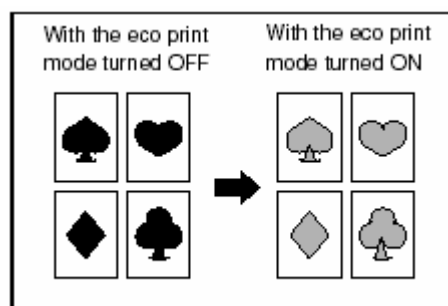 With the eco print
mode turned OFF
With the eco print
mode turned ON